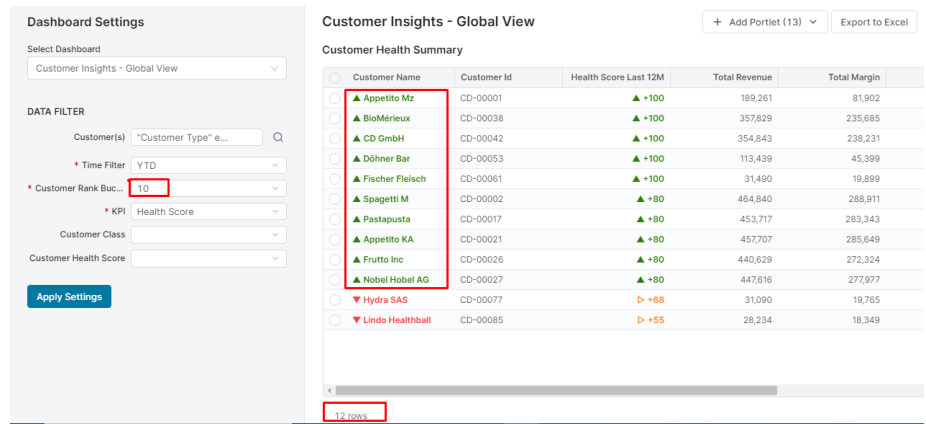 Dashboard Settings
Select Dashboard
Customer Insights - Global View
DATA FILTER
Customer(s) "Customer Type" e...
* Time Filter YTD
* Customer Rank Buc... 10
* KPI Health Score
Customer Class
Customer Health Score
Apply Settings
Customer Insights - Global View
+ Add Portlet (13)
Export to Excel
Customer Health Summary
Customer Name Customer Id Health Score Last 12M Total Revenue Total Margin
▲ Appetito Mz CD-00001 ▲ +100 189,261 81,902
▲ BioMérieux CD-00038 ▲ +100 357,829 235,685
▲ CD GmbH CD-00042 ▲ +100 354,843 238,231
▲ Döhner Bar CD-00053 ▲ +100 113,439 45,399
▲ Fischer Fleisch CD-00061 ▲ +100 31,490 19,899
▲ Spagetti M CD-00002 ▲ +80 464,840 288,911
▲ Pastapusta CD-00017 ▲ +80 453,717 283,343
▲ Appetito KA CD-00021 ▲ +80 457,707 285,649
▲ Frutto Inc CD-00026 ▲ +80 440,629 272,324
▲ Nobel Hobel AG CD-00027 ▲ +80 447,616 277,977
▼ Hydra SAS CD-00077 ▷ +68 31,090 19,765
▼ Lindo Healthball CD-00085 ▷ +55 28,234 18,349
12 rows